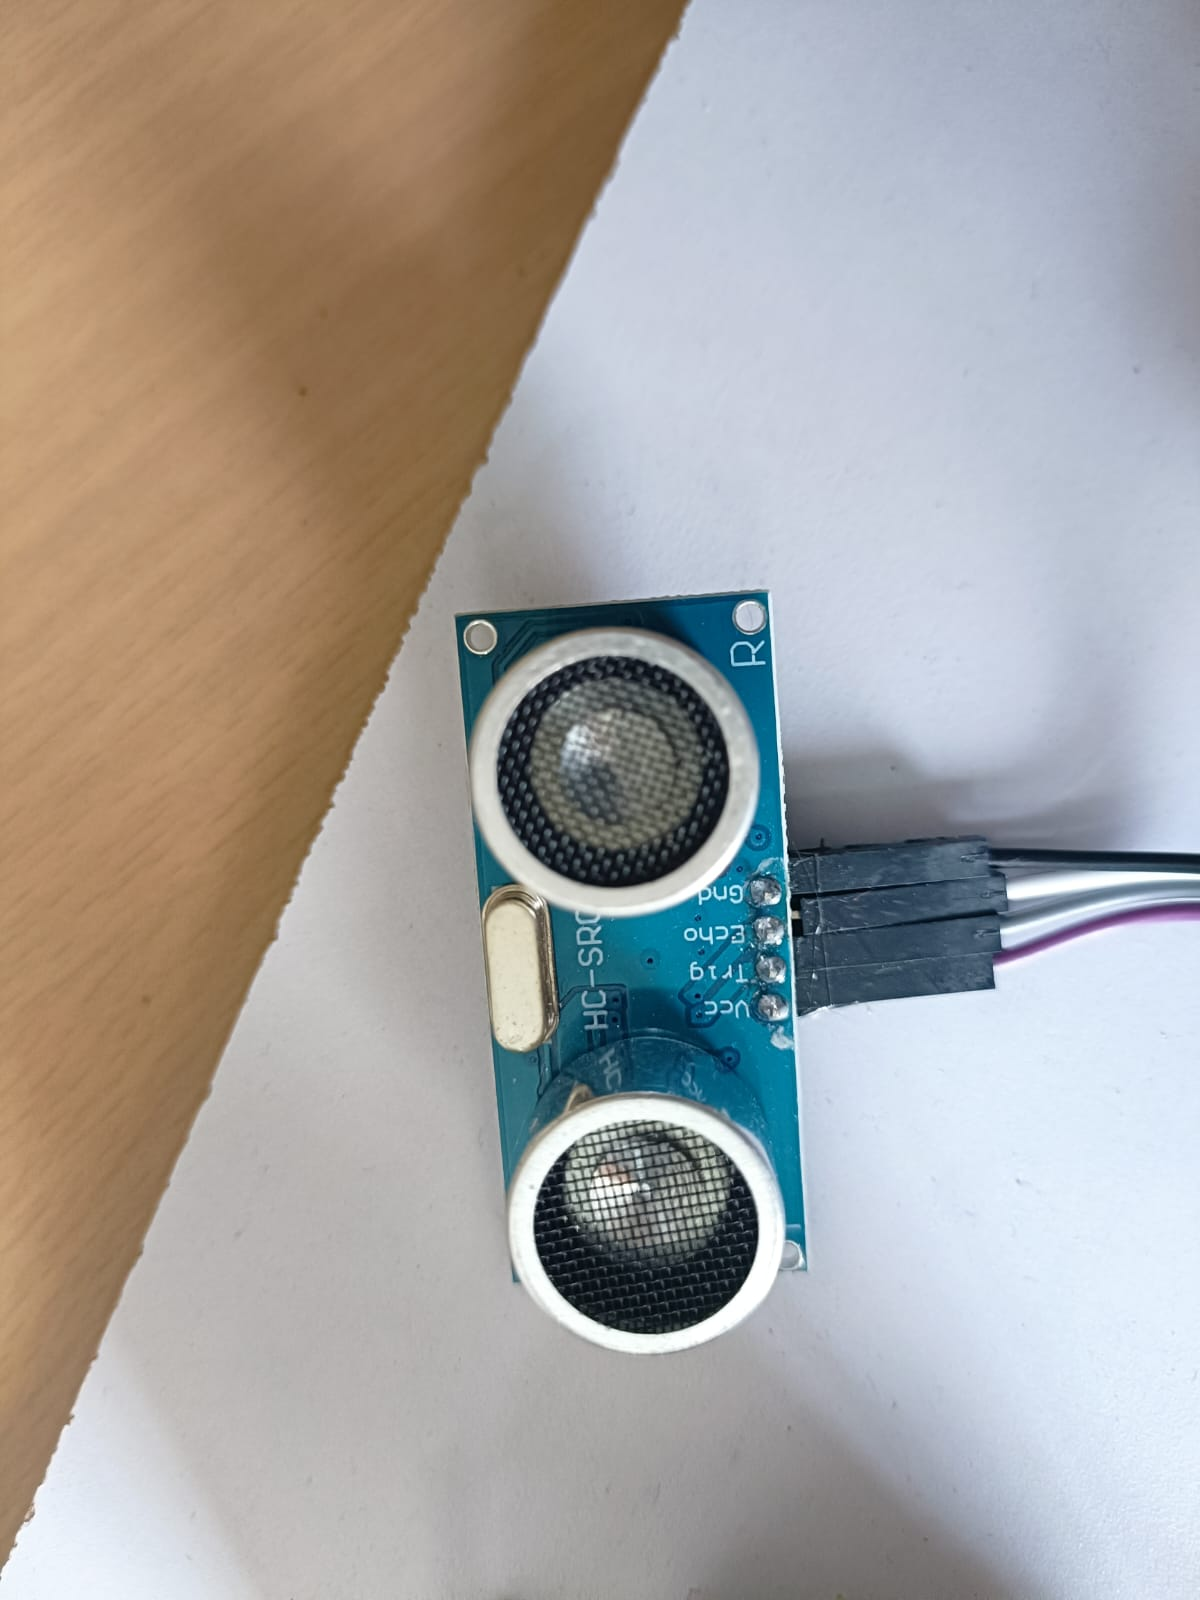 R
HC-SR0
Gnd
Echo
Trig
Vcc